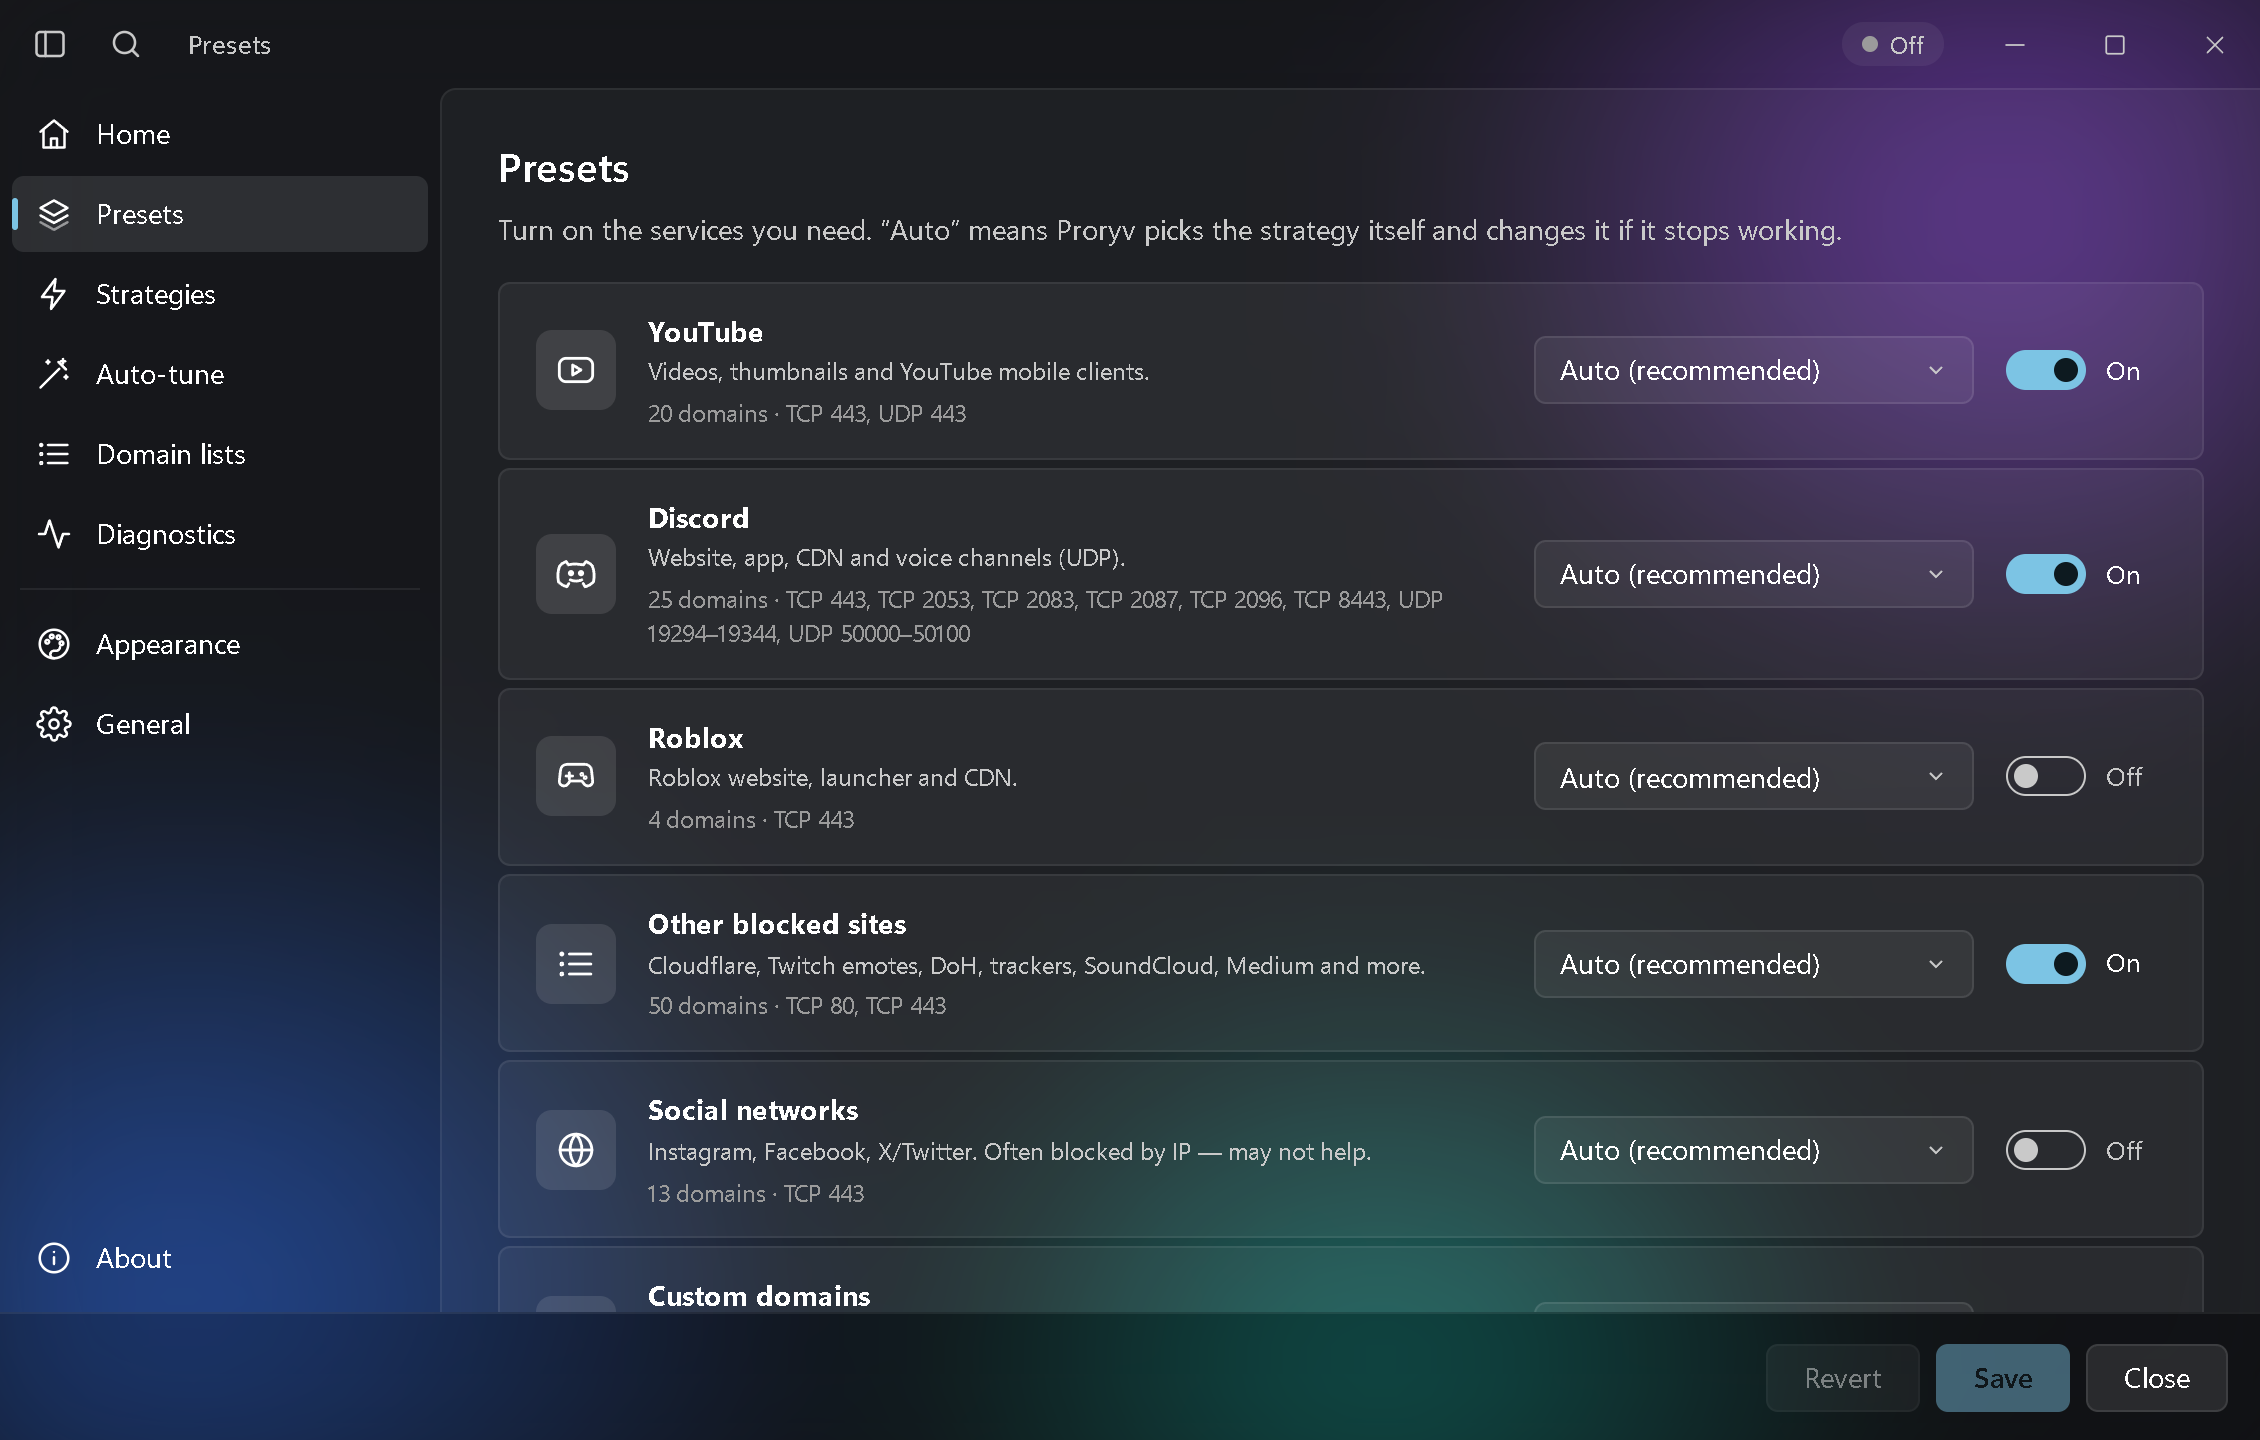 Presets
Off
Home
Presets
Strategies
Auto-tune
Domain lists
Diagnostics
Appearance
General
About
Presets
Turn on the services you need. “Auto” means Proryv picks the strategy itself and changes it if it stops working.
YouTube
Videos, thumbnails and YouTube mobile clients.
20 domains · TCP 443, UDP 443
Auto (recommended)
On
Discord
Website, app, CDN and voice channels (UDP).
25 domains · TCP 443, TCP 2053, TCP 2083, TCP 2087, TCP 2096, TCP 8443, UDP
19294–19344, UDP 50000–50100
Auto (recommended)
On
Roblox
Roblox website, launcher and CDN.
4 domains · TCP 443
Auto (recommended)
Off
Other blocked sites
Cloudflare, Twitch emotes, DoH, trackers, SoundCloud, Medium and more.
50 domains · TCP 80, TCP 443
Auto (recommended)
On
Social networks
Instagram, Facebook, X/Twitter. Often blocked by IP — may not help.
13 domains · TCP 443
Auto (recommended)
Off
Custom domains
Revert
Save
Close